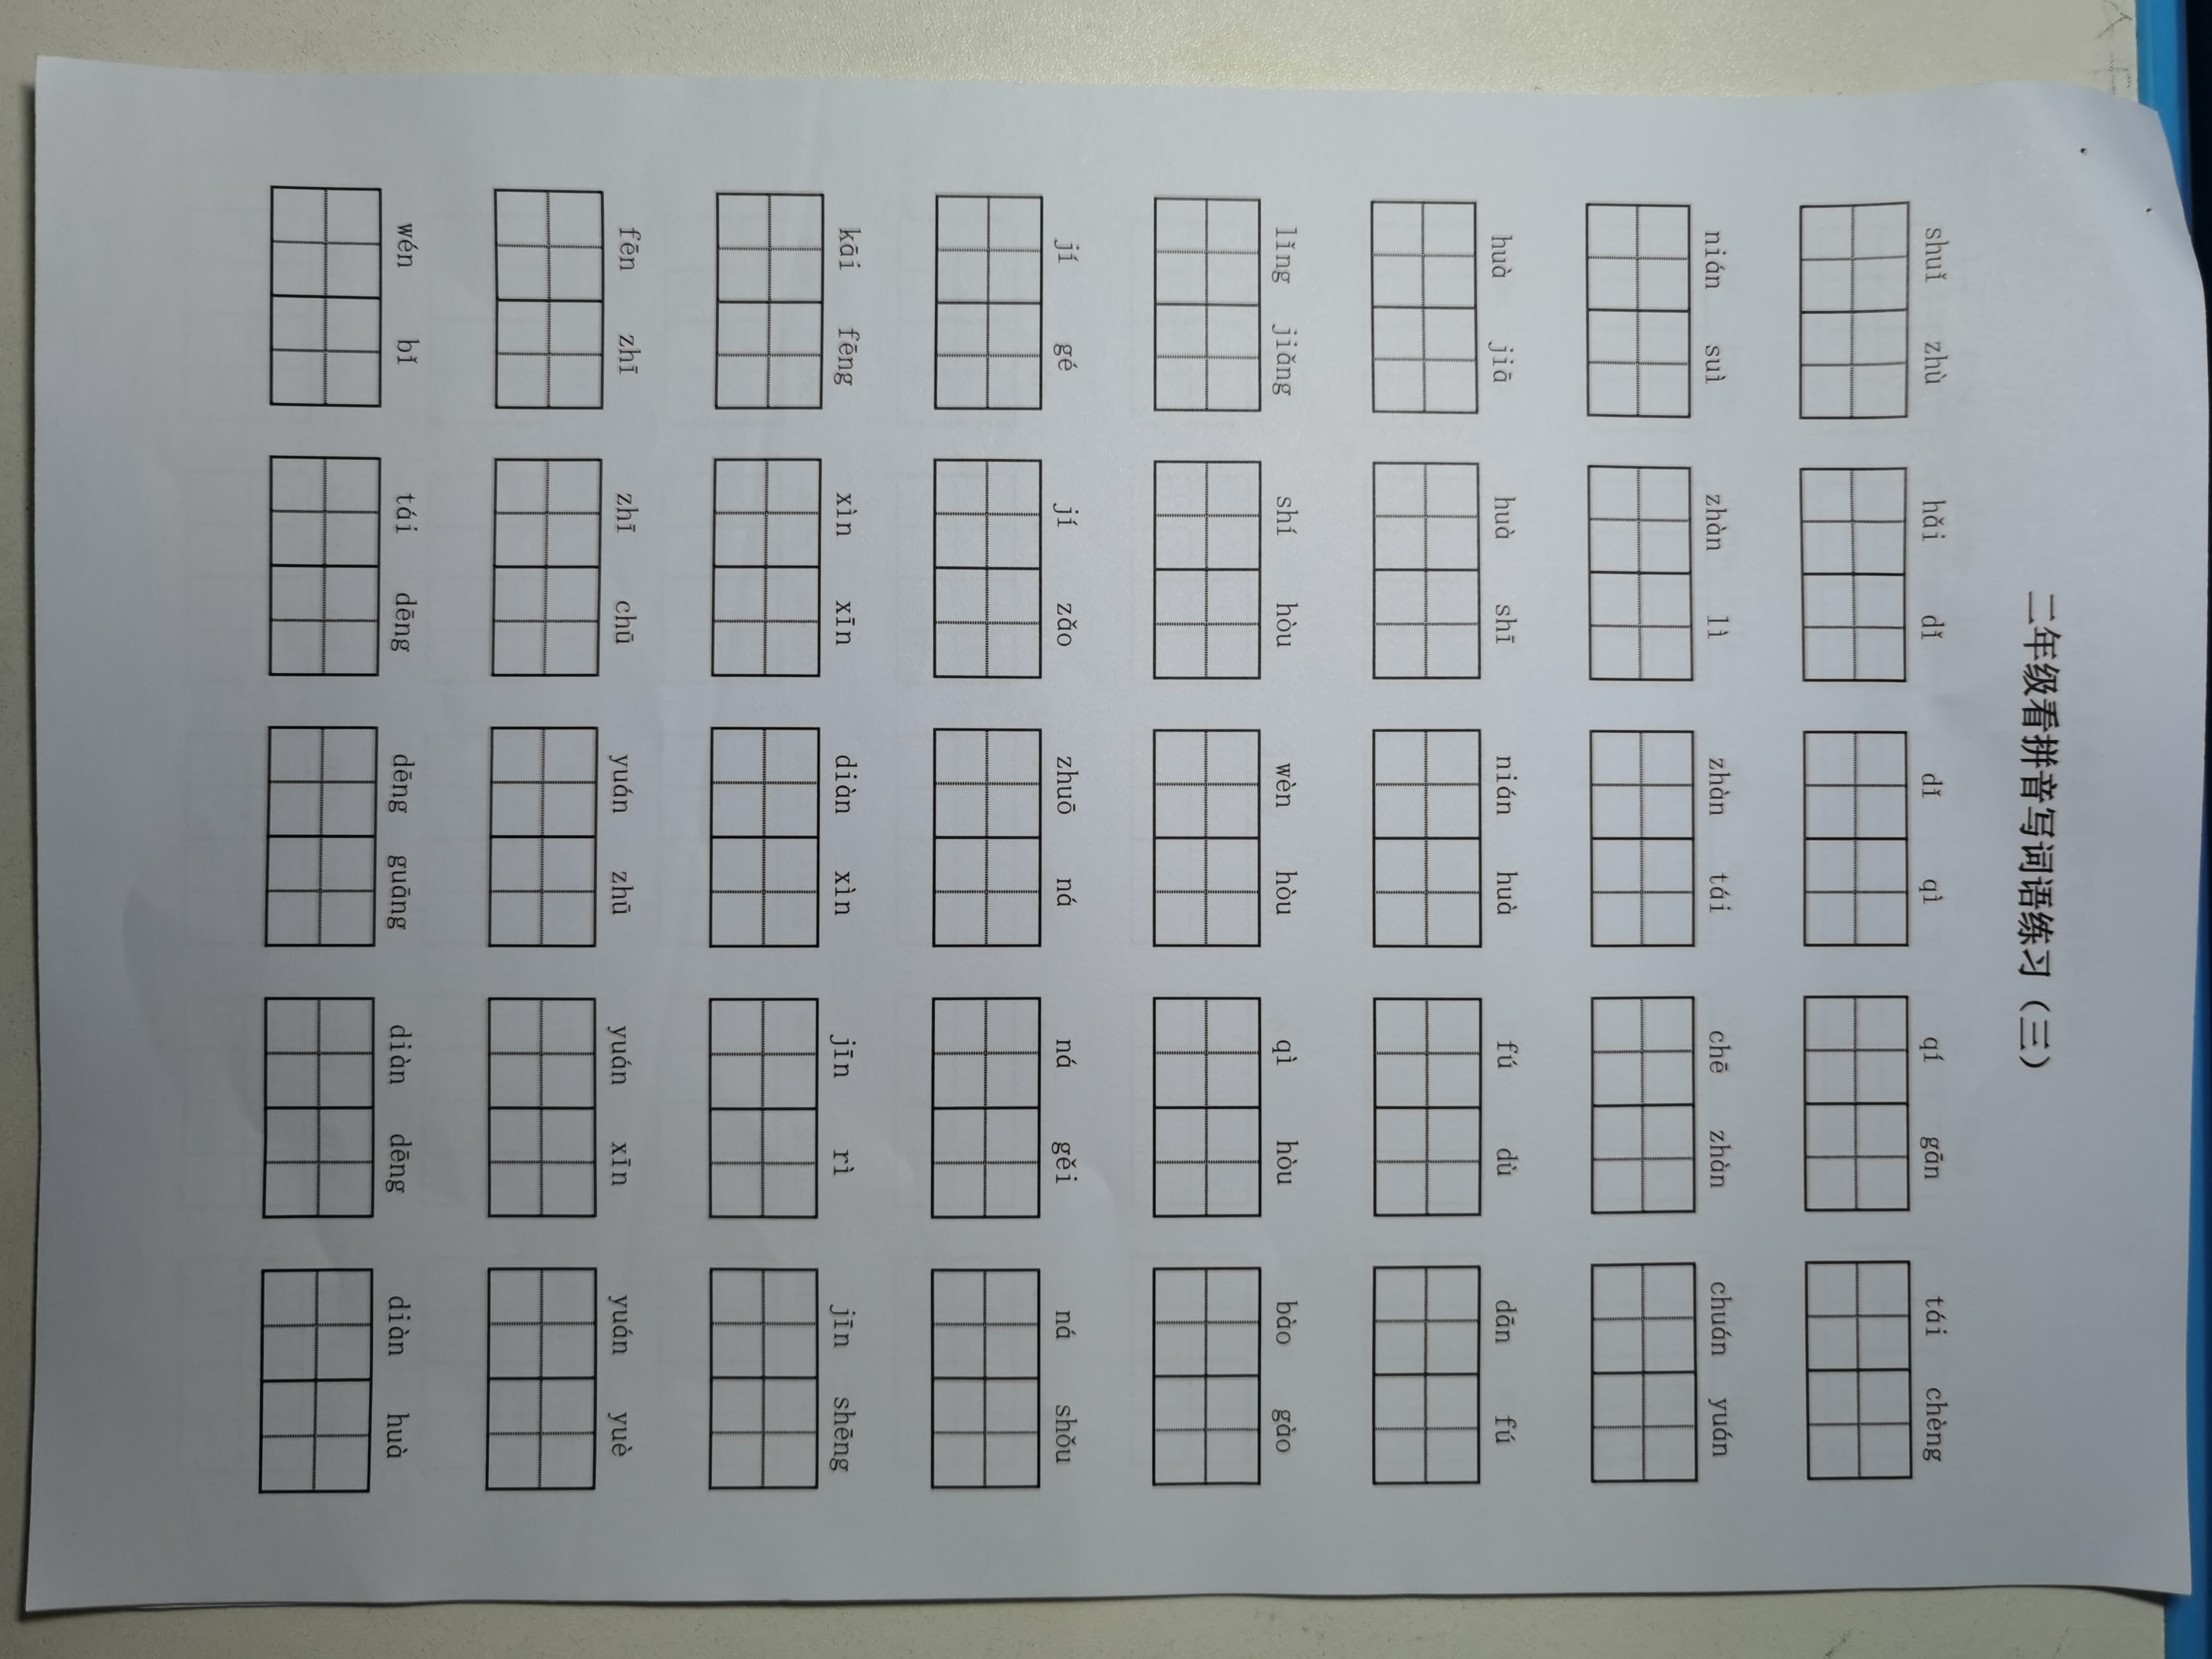 二年级看拼音写词语练习（三）
shuǐ zhù hǎi dǐ dǐ qì qí gān tái chèng
nián suì zhàn lì zhàn tái chē zhàn chuán yuán
huà jiā huà shī nián huà fú dù dān fú
lǐng jiǎng shí hòu wèn hòu qì hòu bào gào
jí gé jí zǎo zhuō ná ná gěi ná shǒu
kāi fēng xìn xīn diàn xìn jīn rì jīn shēng
fēn zhī zhī chū yuán zhū yuán xīn yuán yuè
wén bǐ tái dēng dēng guāng diàn dēng diàn huà